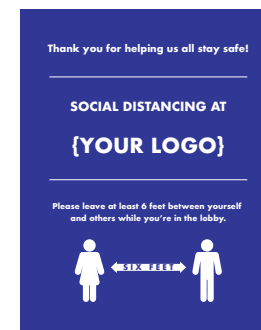 Thank you for helping us all stay safe!
SOCIAL DISTANCING AT
{YOUR LOGO}
Please leave at least 6 feet between yourself
and others while you're in the lobby.
SIX FEET